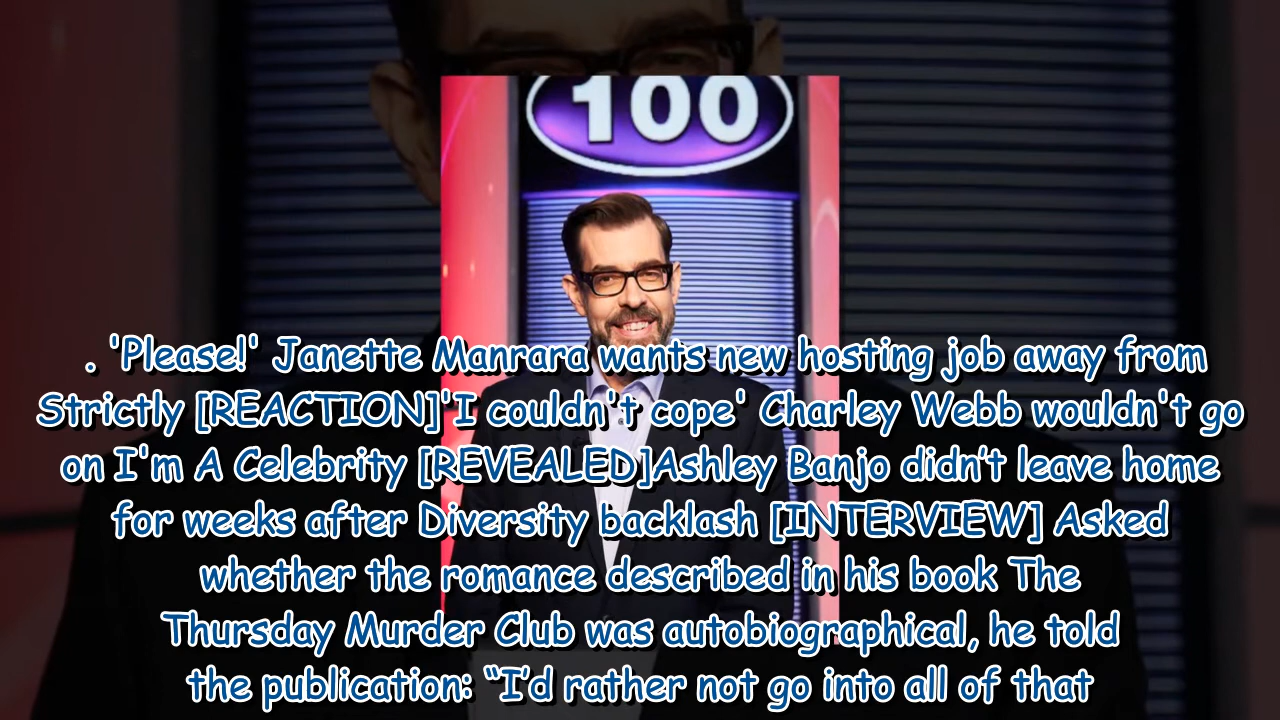 100
. 'Please!' Janette Manrara wants new hosting job away from
Strictly [REACTION]'I couldn't cope' Charley Webb wouldn't go
on I'm A Celebrity [REVEALED]Ashley Banjo didn’t leave home
for weeks after Diversity backlash [INTERVIEW] Asked
whether the romance described in his book The
Thursday Murder Club was autobiographical, he told
the publication: “I’d rather not go into all of that